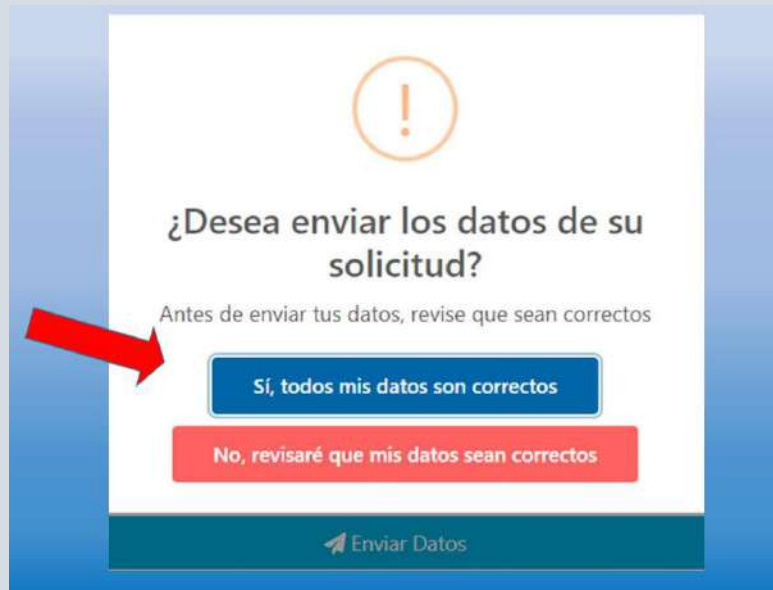 ¿Desea enviar los datos de su
solicitud?
Antes de enviar tus datos, revise que sean correctos
Sí, todos mis datos son correctos
No, revisaré que mis datos sean correctos
Enviar Datos